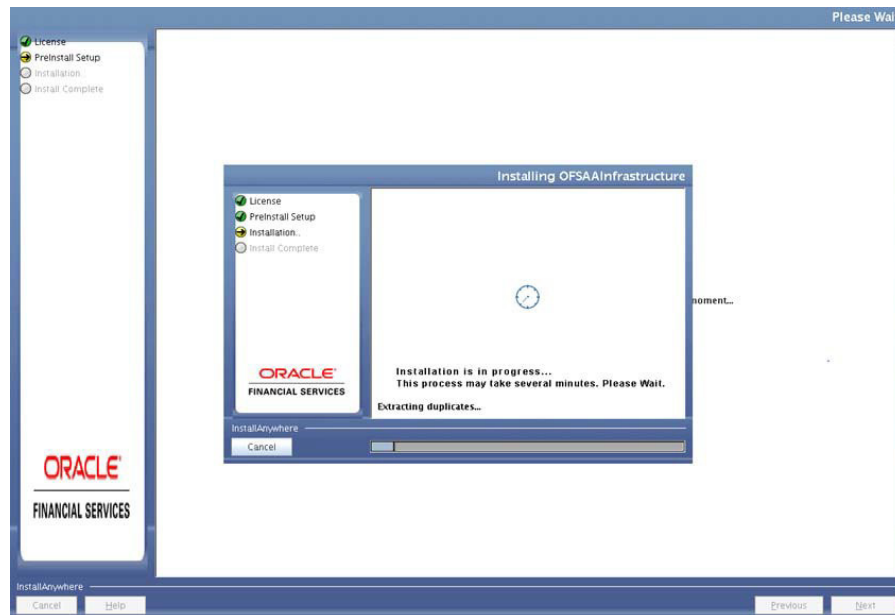 Please Wai
License
PreInstall Setup
Installation..
Install Complete
Installing OFSAAInfrastructure
License
PreInstall Setup
Installation..
Install Complete
moment...
ORACLE
FINANCIAL SERVICES
Installation is in progress...
This process may take several minutes. Please Wait.
Extracting duplicates...
InstallAnywhere
Cancel
ORACLE
FINANCIAL SERVICES
InstallAnywhere
Cancel
Help
Previous
Next